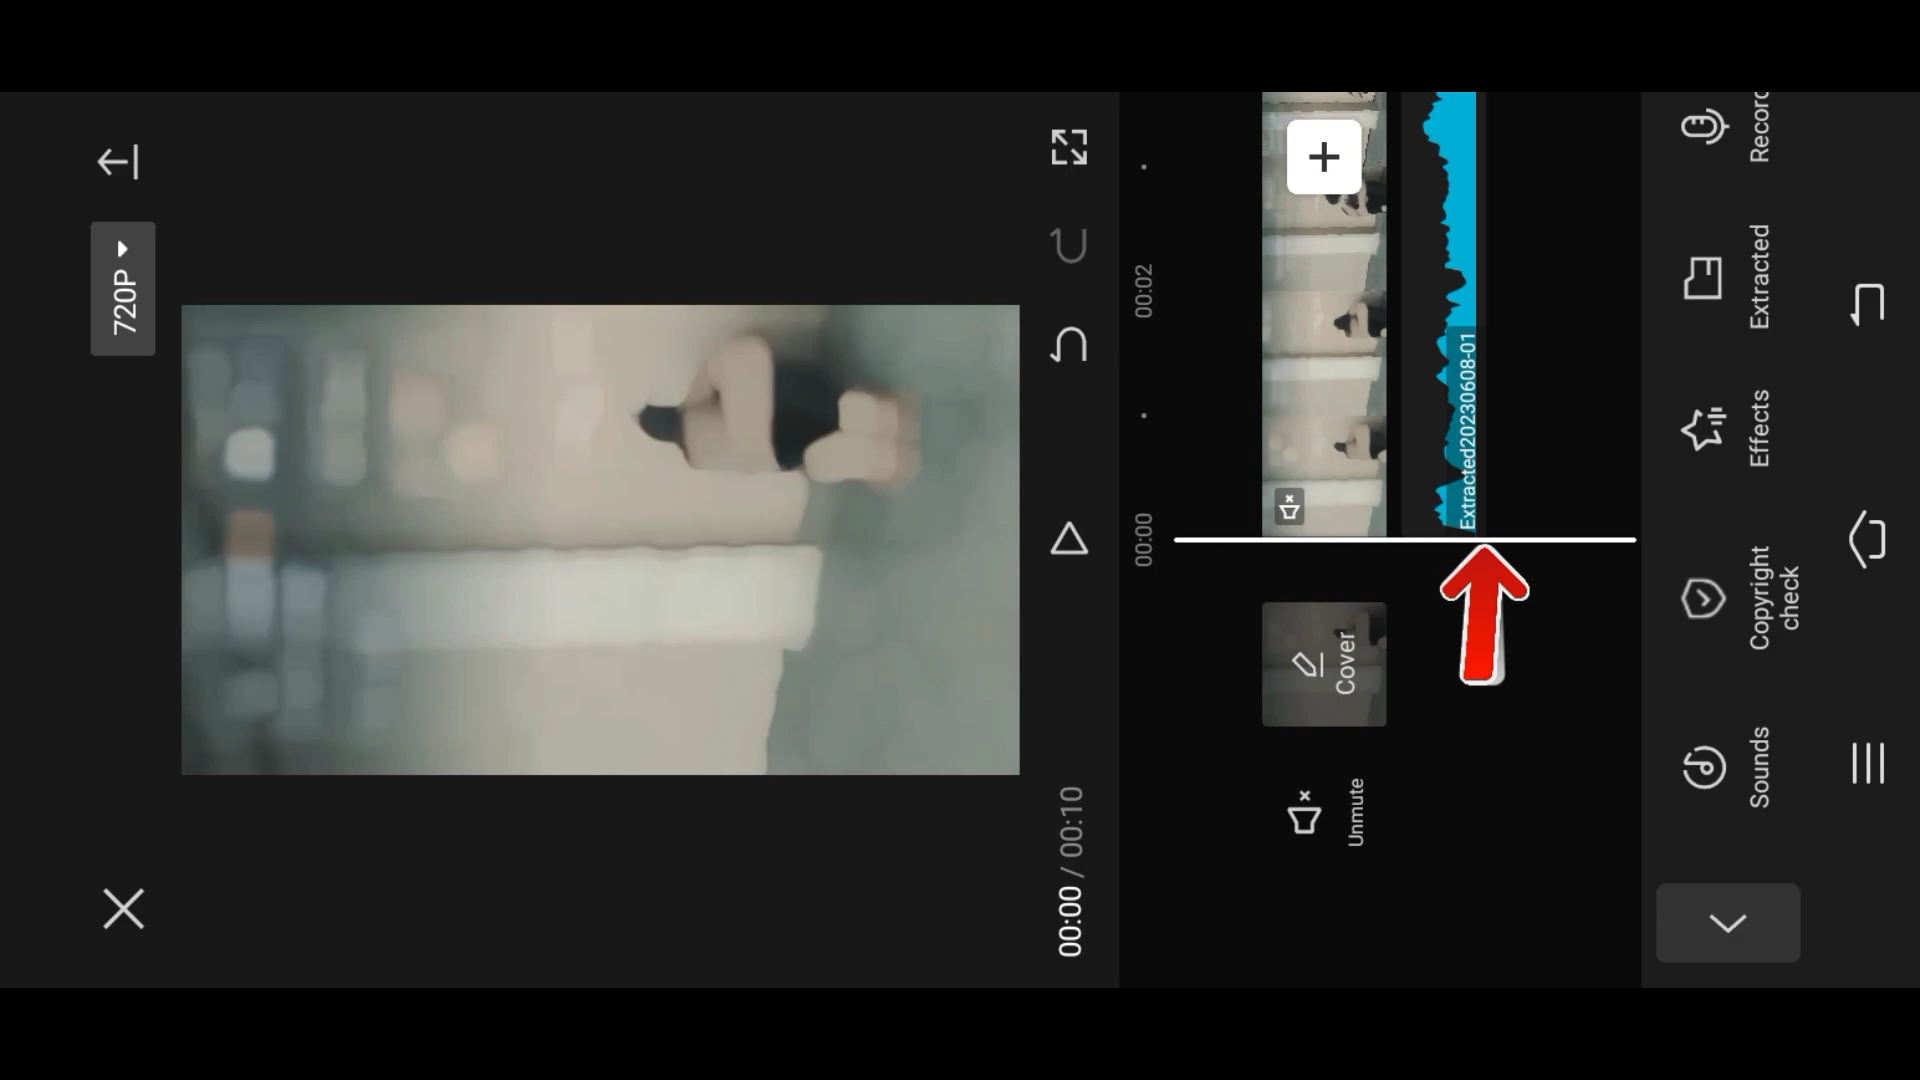 720P
00:00 / 00:10
00:00
00:02
Unmute
Cover
Extracted20230608-01
Sounds
Copyright
check
Effects
Extracted
Record